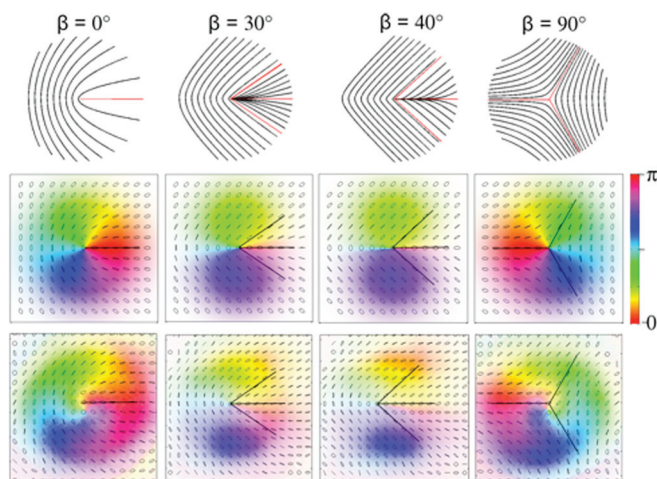 β = 0° β = 30° β = 40° β = 90°
π
0